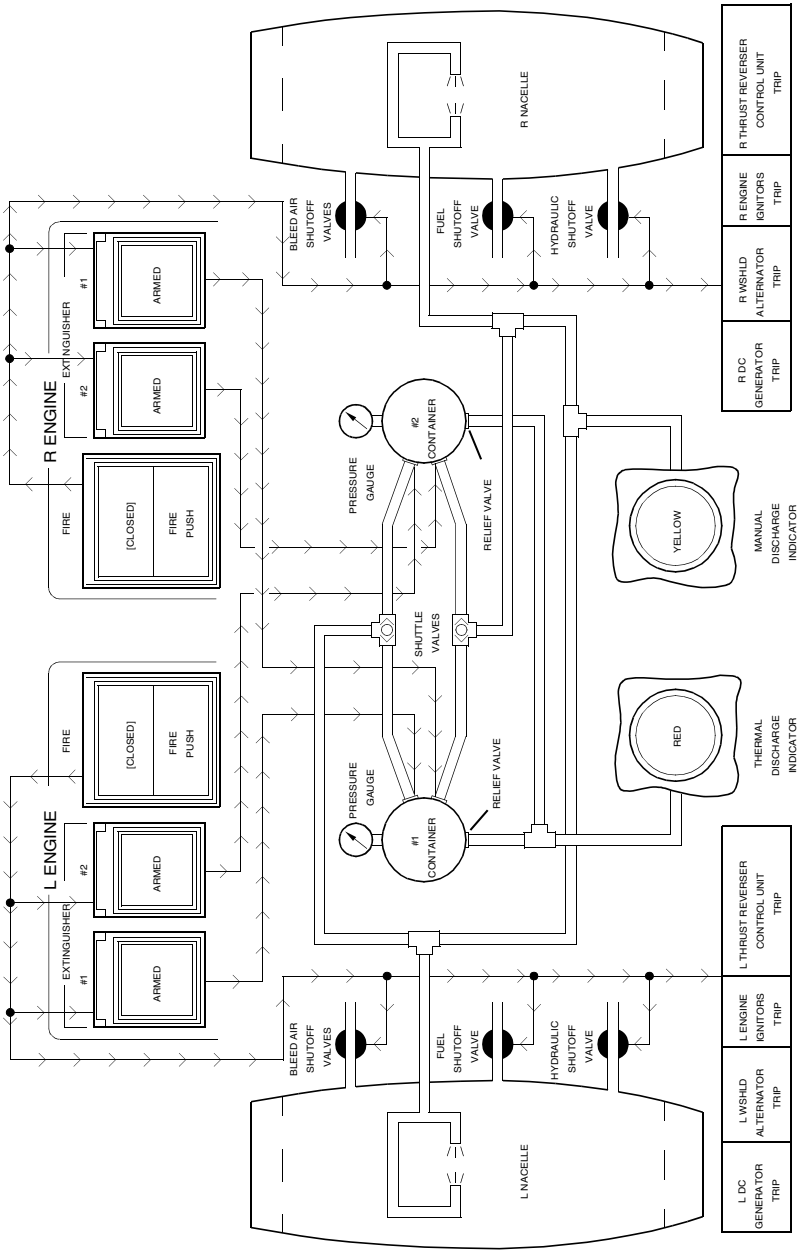 L ENGINE
R ENGINE
EXTINGUISHER
#1
#2
FIRE
FIRE
EXTINGUISHER
#2
#1
ARMED
ARMED
[CLOSED]
FIRE
PUSH
[CLOSED]
FIRE
PUSH
ARMED
ARMED
BLEED AIR
SHUTOFF
VALVES
PRESSURE
GAUGE
PRESSURE
GAUGE
BLEED AIR
SHUTOFF
VALVES
#1
CONTAINER
SHUTTLE
VALVES
#2
CONTAINER
FUEL
SHUTOFF
VALVE
RELIEF VALVE
RELIEF VALVE
FUEL
SHUTOFF
VALVE
L NACELLE
R NACELLE
HYDRAULIC
SHUTOFF
VALVE
HYDRAULIC
SHUTOFF
VALVE
RED
YELLOW
THERMAL
DISCHARGE
INDICATOR
MANUAL
DISCHARGE
INDICATOR
L DC
GENERATOR
TRIP
L WSHLD
ALTERNATOR
TRIP
L ENGINE
IGNITORS
TRIP
L THRUST REVERSER
CONTROL UNIT
TRIP
R DC
GENERATOR
TRIP
R WSHLD
ALTERNATOR
TRIP
R ENGINE
IGNITORS
TRIP
R THRUST REVERSER
CONTROL UNIT
TRIP